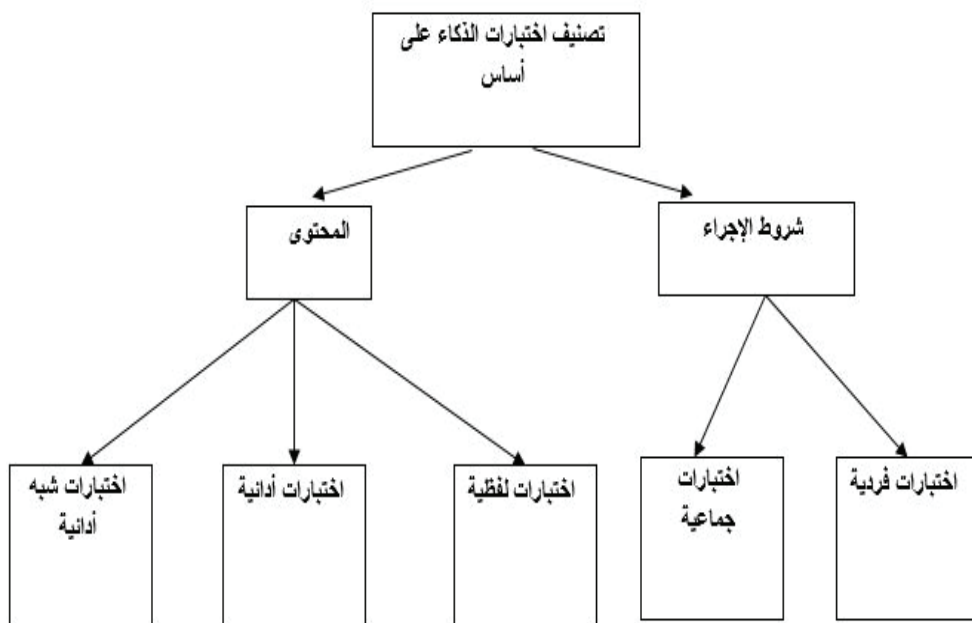 تصنيف اختبارات الذكاء على
أساس
شروط الإجراء
المحتوى
اختبارات فردية
اختبارات
جماعية
اختبارات لفظية
اختبارات أدائية
اختبارات شبه
أدائية